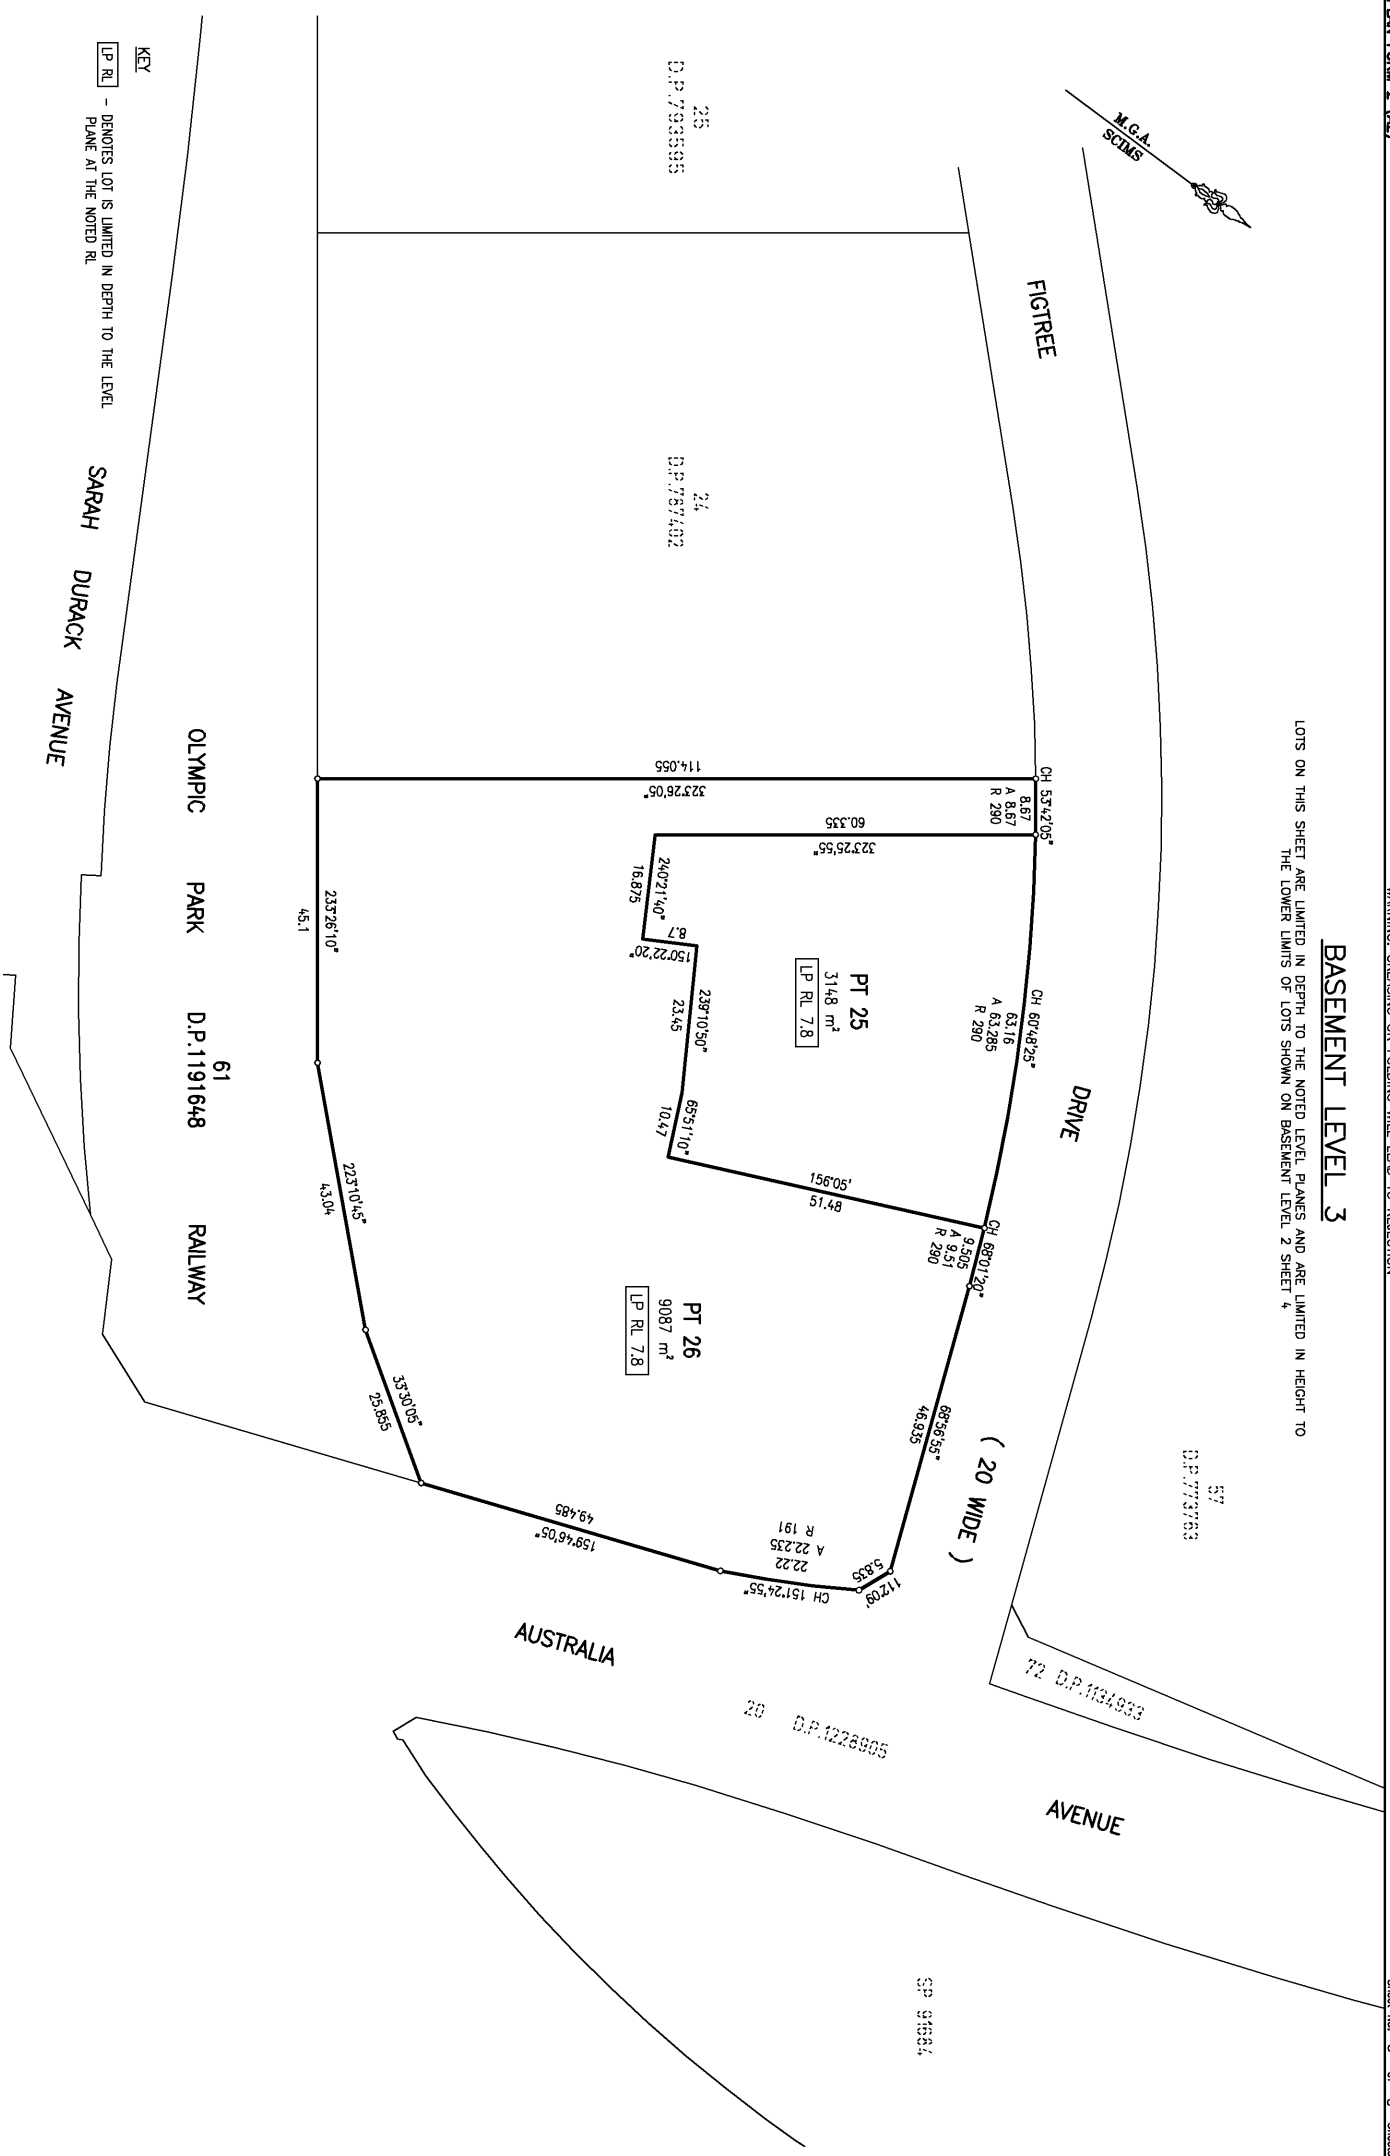 BASEMENT LEVEL 3
LOTS ON THIS SHEET ARE LIMITED IN DEPTH TO THE NOTED LEVEL PLANES AND ARE LIMITED IN HEIGHT TO
THE LOWER LIMITS OF LOTS SHOWN ON BASEMENT LEVEL 2 SHEET 4
M.G.A.
SCIMS
57
D.P.773763
72 D.P.1134933
FIGTREE
DRIVE
( 20 WIDE )
AVENUE
CH 53°42'05"
8.67
A 8.67
R 290
CH 60°48'25"
63.16
A 63.285
R 290
CH 68°01'20"
9.505
A 9.51
R 290
68°56'55"
46.935
112°09'
5.835
CH 151°24'55"
22.22
A 22.235
R 191
159°46'05"
49.485
60.335
323°25'55"
PT 25
3148 m²
LP RL 7.8
156°05'
51.48
20 D.P.1228905
SP 91684
25
D.P.793595
24
D.P.787402
114.055
323°26'05"
240°21'40"
16.875
8.7
150°22'20"
239°10'50"
23.45
65°51'10"
10.47
PT 26
9087 m²
LP RL 7.8
AUSTRALIA
233°26'10"
45.1
223°10'45"
43.04
33°30'05"
25.855
61
OLYMPIC PARK D.P.1191648 RAILWAY
SARAH DURACK AVENUE
KEY
LP RL - DENOTES LOT IS LIMITED IN DEPTH TO THE LEVEL
PLANE AT THE NOTED RL